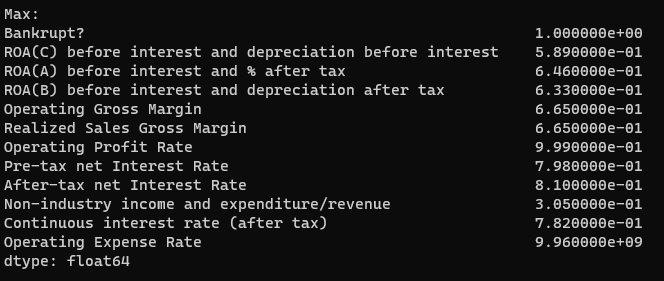 Max:
Bankrupt? 1.000000e+00
ROA(C) before interest and depreciation before interest 5.890000e-01
ROA(A) before interest and % after tax 6.460000e-01
ROA(B) before interest and depreciation after tax 6.330000e-01
Operating Gross Margin 6.650000e-01
Realized Sales Gross Margin 6.650000e-01
Operating Profit Rate 9.990000e-01
Pre-tax net Interest Rate 7.980000e-01
After-tax net Interest Rate 8.100000e-01
Non-industry income and expenditure/revenue 3.050000e-01
Continuous interest rate (after tax) 7.820000e-01
Operating Expense Rate 9.960000e+09
dtype: float64